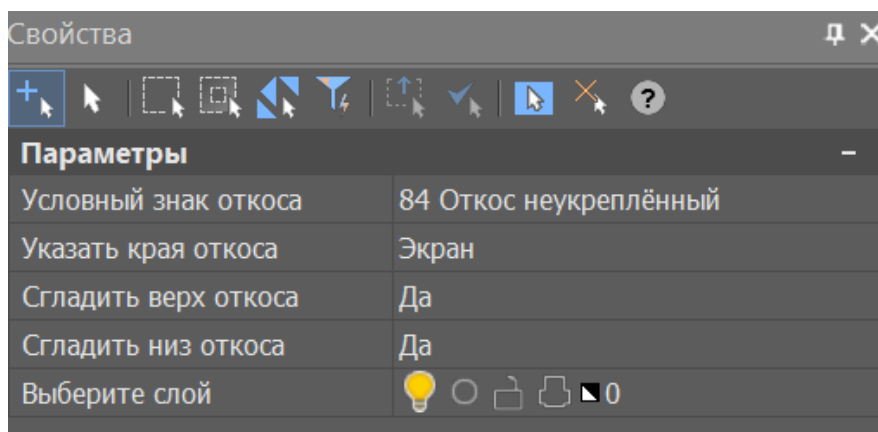 Свойства
Параметры
Условный знак откоса 84 Откос неукреплённый
Указать края откоса Экран
Сгладить верх откоса Да
Сгладить низ откоса Да
Выберите слой 0